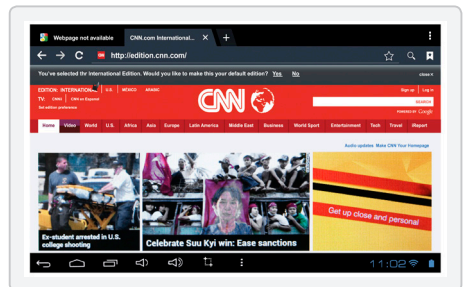 Webpage not available
CNN.com International...
http://edition.cnn.com/
You've selected the International Edition. Would you like to make this your default edition? Yes No
close X
EDITION: INTERNATIONAL U.S. MÉXICO ARABIC
TV: CNNi CNN en Español
Set edition preference
CNN
Sign up Log in
SEARCH
POWERED BY Google
Home Video World U.S. Africa Asia Europe Latin America Middle East Business World Sport Entertainment Tech Travel iReport
Audio updates Make CNN Your Homepage
Ex-student arrested in U.S.
college shooting
Celebrate Suu Kyi win: Ease sanctions
Get up close and personal
11:02